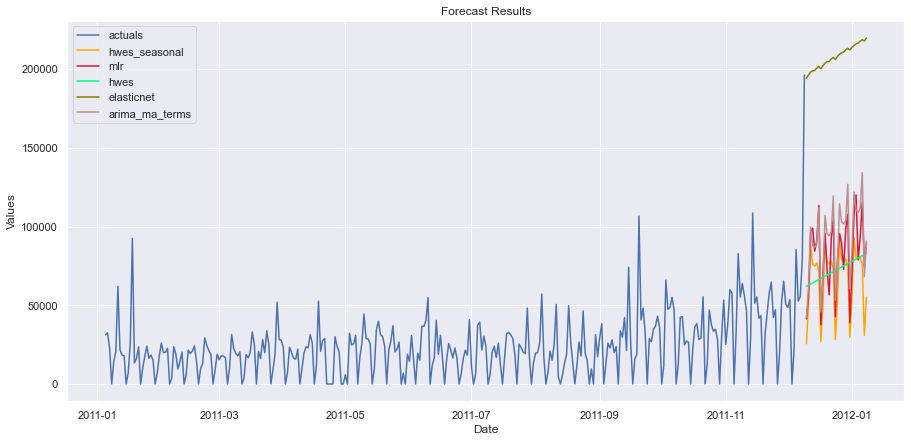 Forecast Results
actuals
hwes_seasonal
mlr
hwes
elasticnet
arima_ma_terms
200000
150000
100000
50000
0
Values
2011-01 2011-03 2011-05 2011-07 2011-09 2011-11 2012-01
Date